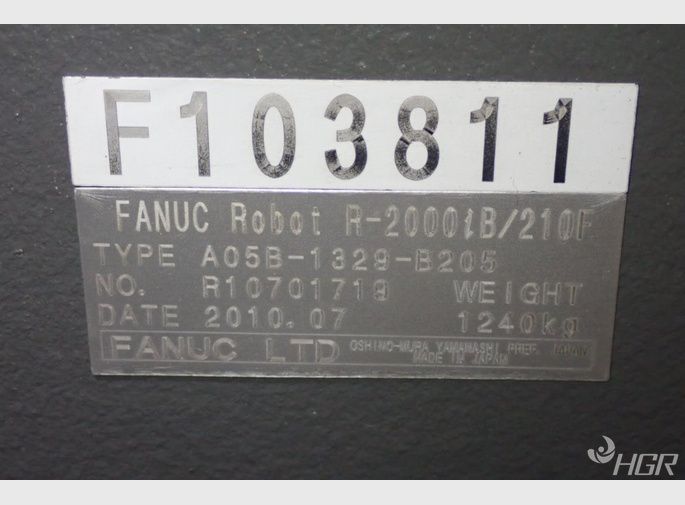 F103811
FANUC Robot R-2000iB/210F
TYPE A05B-1329-B205
NO. R10701719 WEIGHT
DATE 2010.07 1240kg
FANUC LTD OSHINO-MURA YAMANASHI PREF. JAPAN
MADE IN JAPAN
HGR